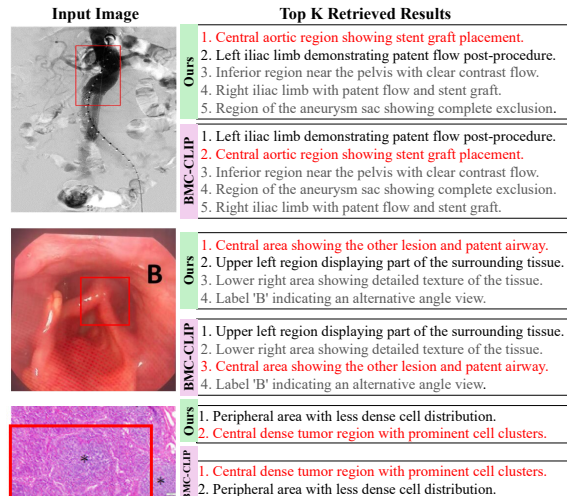 Input Image
Top K Retrieved Results
Ours
1. Central aortic region showing stent graft placement.
2. Left iliac limb demonstrating patent flow post-procedure.
3. Inferior region near the pelvis with clear contrast flow.
4. Right iliac limb with patent flow and stent graft.
5. Region of the aneurysm sac showing complete exclusion.
BMC-CLIP
1. Left iliac limb demonstrating patent flow post-procedure.
2. Central aortic region showing stent graft placement.
3. Inferior region near the pelvis with clear contrast flow.
4. Region of the aneurysm sac showing complete exclusion.
5. Right iliac limb with patent flow and stent graft.
B
Ours
1. Central area showing the other lesion and patent airway.
2. Upper left region displaying part of the surrounding tissue.
3. Lower right area showing detailed texture of the tissue.
4. Label 'B' indicating an alternative angle view.
BMC-CLIP
1. Upper left region displaying part of the surrounding tissue.
2. Lower right area showing detailed texture of the tissue.
3. Central area showing the other lesion and patent airway.
4. Label 'B' indicating an alternative angle view.
*
*
Ours
1. Peripheral area with less dense cell distribution.
2. Central dense tumor region with prominent cell clusters.
BMC-CLIP
1. Central dense tumor region with prominent cell clusters.
2. Peripheral area with less dense cell distribution.